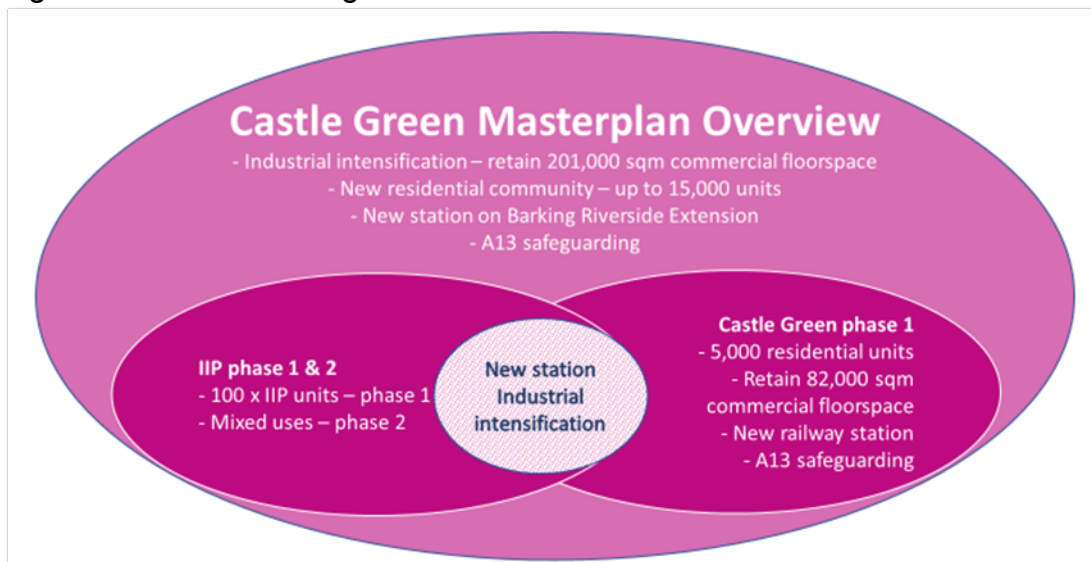 Castle Green Masterplan Overview
- Industrial intensification – retain 201,000 sqm commercial floorspace
- New residential community – up to 15,000 units
- New station on Barking Riverside Extension
- A13 safeguarding
IIP phase 1 & 2
- 100 x IIP units – phase 1
- Mixed uses – phase 2
New station
Industrial
intensification
Castle Green phase 1
- 5,000 residential units
- Retain 82,000 sqm
commercial floorspace
- New railway station
- A13 safeguarding